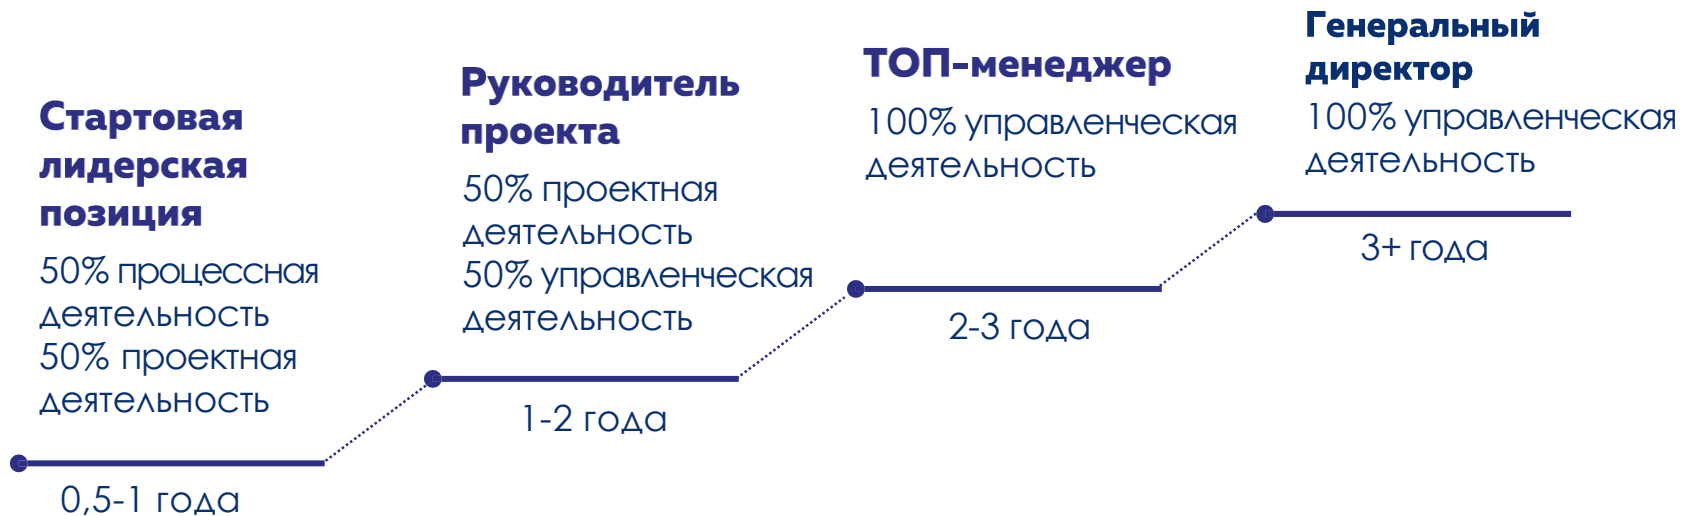 Стартовая
лидерская
позиция
50% процессная
деятельность
50% проектная
деятельность
0,5-1 года
Руководитель
проекта
50% проектная
деятельность
50% управленческая
деятельность
1-2 года
ТОП-менеджер
100% управленческая
деятельность
2-3 года
Генеральный
директор
100% управленческая
деятельность
3+ года